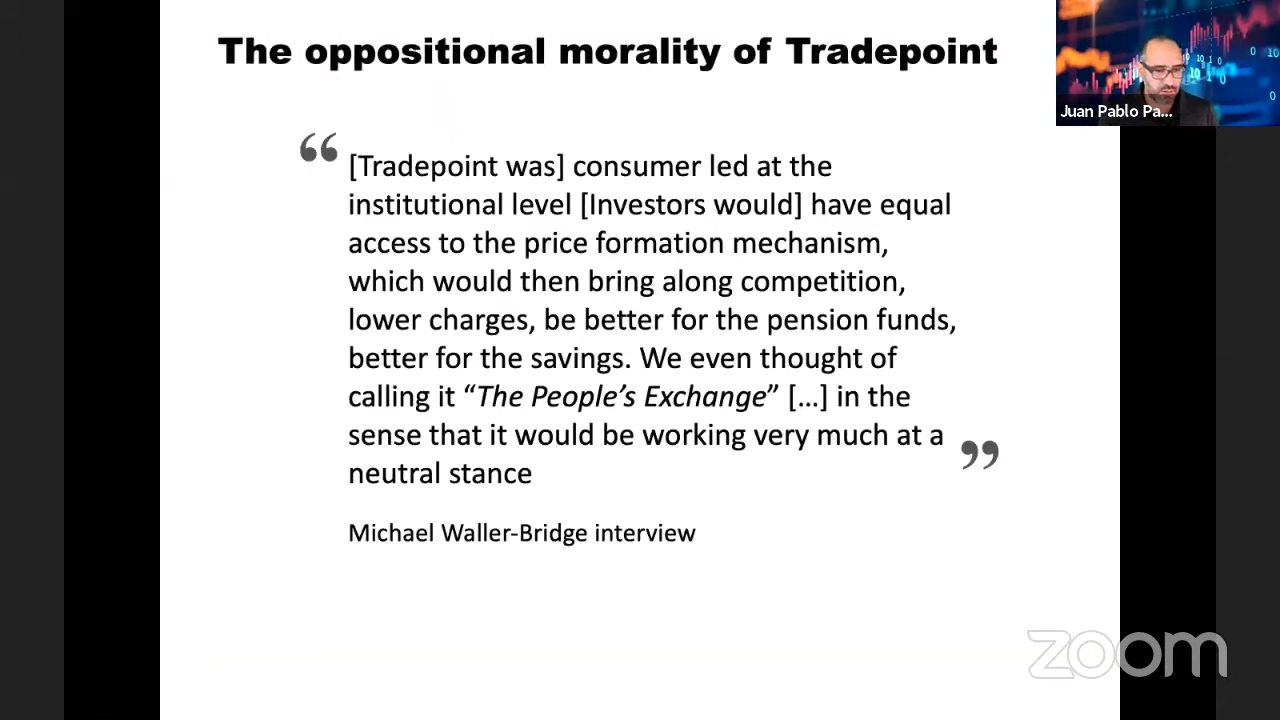 The oppositional morality of Tradepoint
Juan Pablo Pa...
“
[Tradepoint was] consumer led at the
institutional level [Investors would] have equal
access to the price formation mechanism,
which would then bring along competition,
lower charges, be better for the pension funds,
better for the savings. We even thought of
calling it “The People’s Exchange” […] in the
sense that it would be working very much at a
neutral stance
”
Michael Waller-Bridge interview
zoom